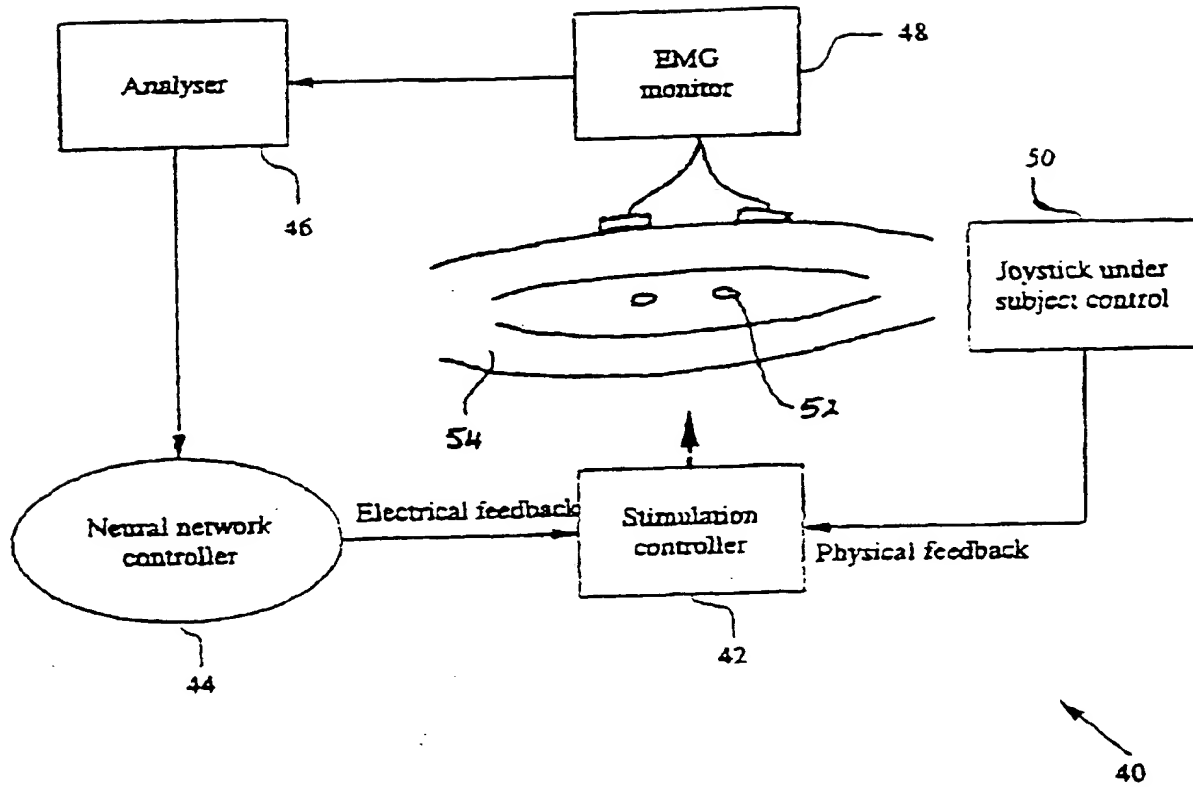 48
EMG
monitor
Analyser
50
46
Joystick under
subject control
54
52
Electrical feedback
Neural network
controller
Stimulation
controller
Physical feedback
42
44
40